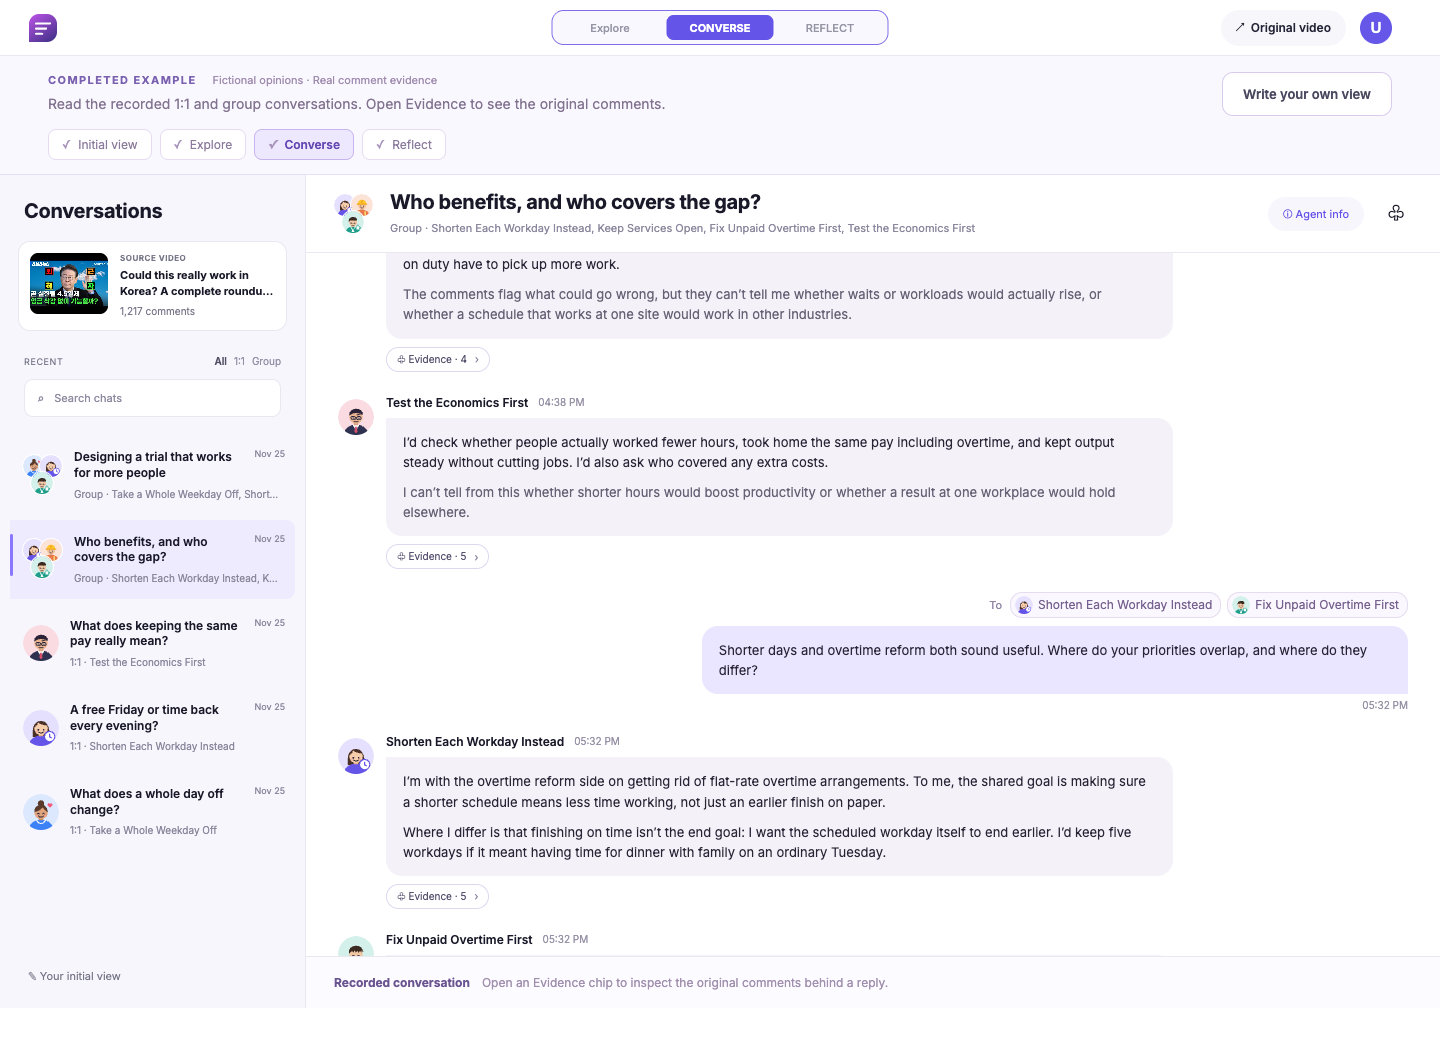 Explore
CONVERSE
REFLECT
↗ Original video
U
COMPLETED EXAMPLE
Fictional opinions · Real comment evidence
Read the recorded 1:1 and group conversations. Open Evidence to see the original comments.
Write your own view
✓ Initial view
✓ Explore
✓ Converse
✓ Reflect
Conversations
SOURCE VIDEO
Could this really work in
Korea? A complete roundu...
1,217 comments
RECENT
All 1:1 Group
Search chats
Designing a trial that works
for more people
Nov 25
Group · Take a Whole Weekday Off, Short...
Who benefits, and who
covers the gap?
Nov 25
Group · Shorten Each Workday Instead, K...
What does keeping the same
pay really mean?
Nov 25
1:1 · Test the Economics First
A free Friday or time back
every evening?
Nov 25
1:1 · Shorten Each Workday Instead
What does a whole day off
change?
Nov 25
1:1 · Take a Whole Weekday Off
✎ Your initial view
Who benefits, and who covers the gap?
Group · Shorten Each Workday Instead, Keep Services Open, Fix Unpaid Overtime First, Test the Economics First
ⓘ Agent info
on duty have to pick up more work.
The comments flag what could go wrong, but they can’t tell me whether waits or workloads would actually rise, or
whether a schedule that works at one site would work in other industries.
Evidence · 4 ›
Test the Economics First 04:38 PM
I’d check whether people actually worked fewer hours, took home the same pay including overtime, and kept output
steady without cutting jobs. I’d also ask who covered any extra costs.
I can’t tell from this whether shorter hours would boost productivity or whether a result at one workplace would hold
elsewhere.
Evidence · 5 ›
To Shorten Each Workday Instead Fix Unpaid Overtime First
Shorter days and overtime reform both sound useful. Where do your priorities overlap, and where do they
differ?
05:32 PM
Shorten Each Workday Instead 05:32 PM
I’m with the overtime reform side on getting rid of flat-rate overtime arrangements. To me, the shared goal is making sure
a shorter schedule means less time working, not just an earlier finish on paper.
Where I differ is that finishing on time isn’t the end goal: I want the scheduled workday itself to end earlier. I’d keep five
workdays if it meant having time for dinner with family on an ordinary Tuesday.
Evidence · 5 ›
Fix Unpaid Overtime First 05:32 PM
Recorded conversation Open an Evidence chip to inspect the original comments behind a reply.